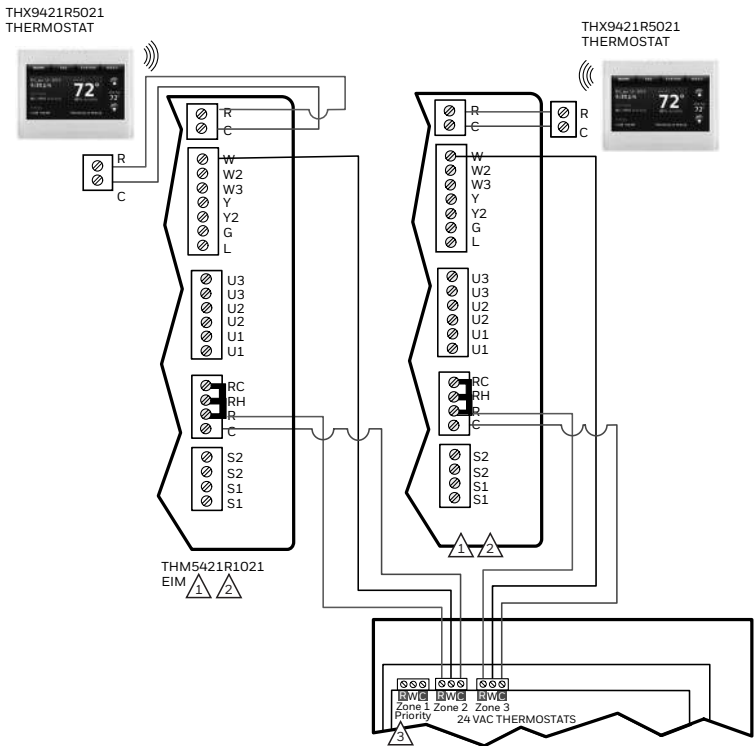 THX9421R5021
THERMOSTAT
THX9421R5021
THERMOSTAT
72°
72°
72°
72°
R
C
R
C
W
W2
W3
Y
Y2
G
L
U3
U3
U2
U2
U1
U1
RC
RH
R
C
S2
S2
S1
S1
THM5421R1021
EIM
1
2
R
C
R
C
W
W2
W3
Y
Y2
G
L
U3
U3
U2
U2
U1
U1
RC
RH
R
C
S2
S2
S1
S1
1
2
R W C
R W C
R W C
Zone 1
Priority
Zone 2
Zone 3
24 VAC THERMOSTATS
3